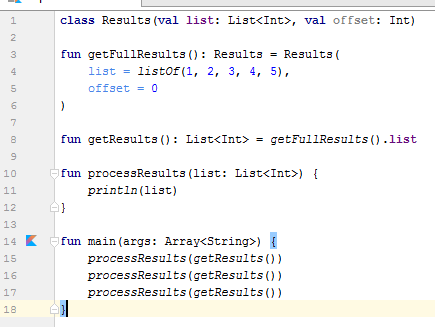 1 class Results(val list: List<Int>, val offset: Int)
2
3 fun getFullResults(): Results = Results(
4     list = listOf(1, 2, 3, 4, 5),
5     offset = 0
6 )
7
8 fun getResults(): List<Int> = getFullResults().list
9
10 fun processResults(list: List<Int>) {
11     println(list)
12 }
13
14 fun main(args: Array<String>) {
15     processResults(getResults())
16     processResults(getResults())
17     processResults(getResults())
18 }